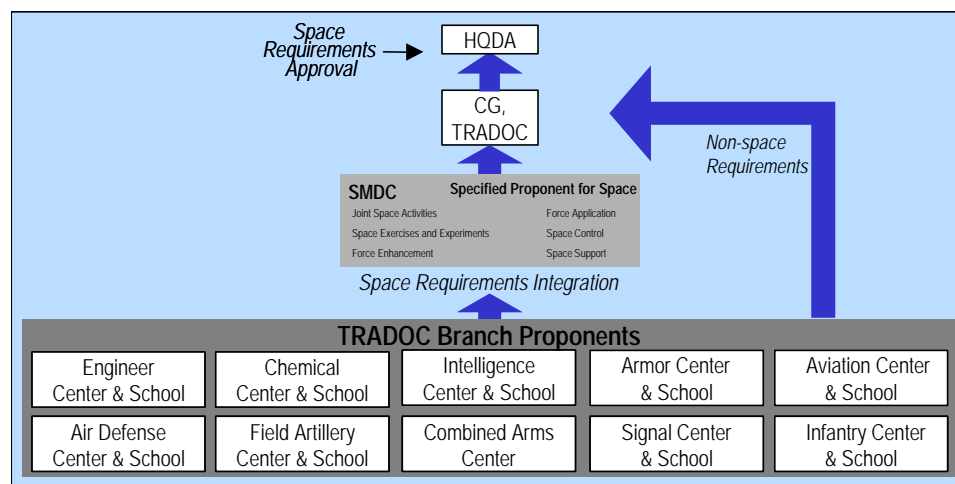 Space
Requirements
Approval
HQDA
CG,
TRADOC
Non-space
Requirements
SMDC Specified Proponent for Space
Joint Space Activities Force Application
Space Exercises and Experiments Space Control
Force Enhancement Space Support
Space Requirements Integration
TRADOC Branch Proponents
Engineer
Center & School
Chemical
Center & School
Intelligence
Center & School
Armor Center
& School
Aviation Center
& School
Air Defense
Center & School
Field Artillery
Center & School
Combined Arms
Center
Signal Center
& School
Infantry Center
& School